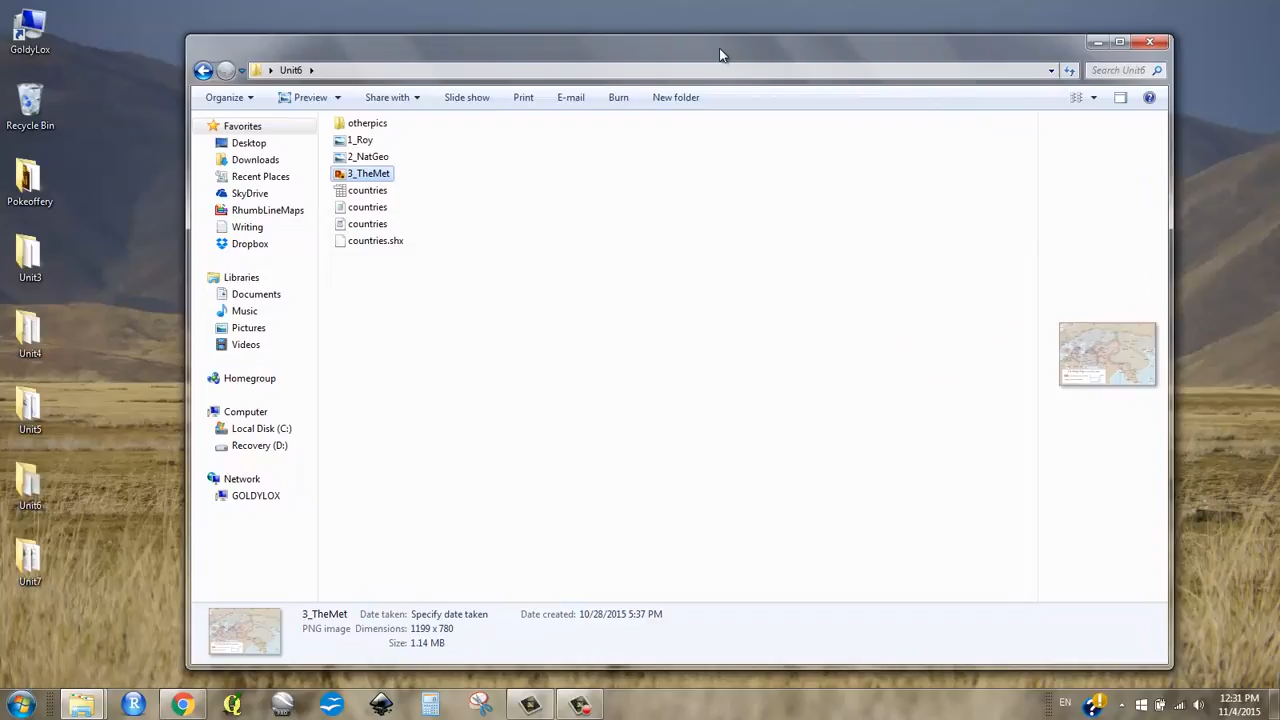 GoldyLox
Recycle Bin
Pokeoffery
Unit3
Unit4
Unit5
Unit6
Unit7
Unit6
Search Unit6
Organize
Preview
Share with
Slide show
Print
E-mail
Burn
New folder
Favorites
Desktop
Downloads
Recent Places
SkyDrive
RhumbLineMaps
Writing
Dropbox
Libraries
Documents
Music
Pictures
Videos
Homegroup
Computer
Local Disk (C:)
Recovery (D:)
Network
GOLDYLOX
otherpics
1_Roy
2_NatGeo
3_TheMet
countries
countries
countries
countries.shx
3_TheMet Date taken: Specify date taken Date created: 10/28/2015 5:37 PM
PNG image Dimensions: 1199 x 780
Size: 1.14 MB
EN
12:31 PM
11/4/2015